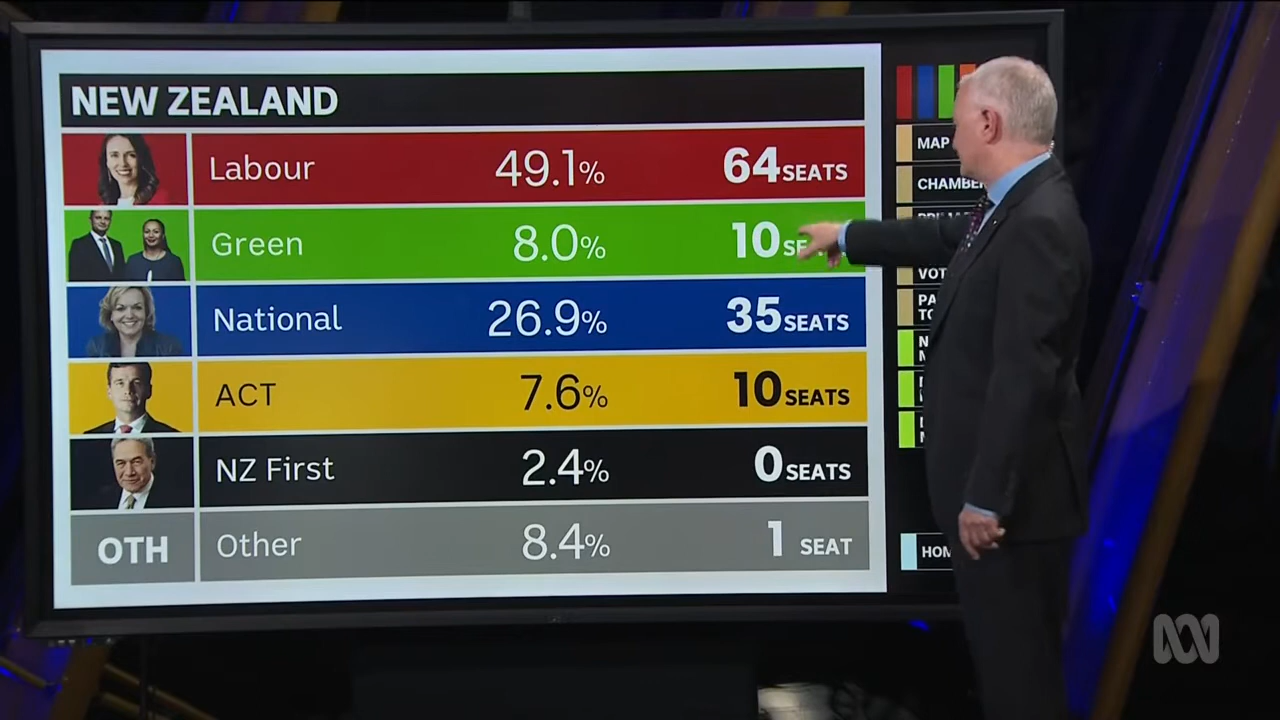 NEW ZEALAND
Labour 49.1% 64 SEATS
Green 8.0% 10
National 26.9% 35 SEATS
ACT 7.6% 10 SEATS
NZ First 2.4% 0 SEATS
OTH Other 8.4% 1 SEAT
MAP